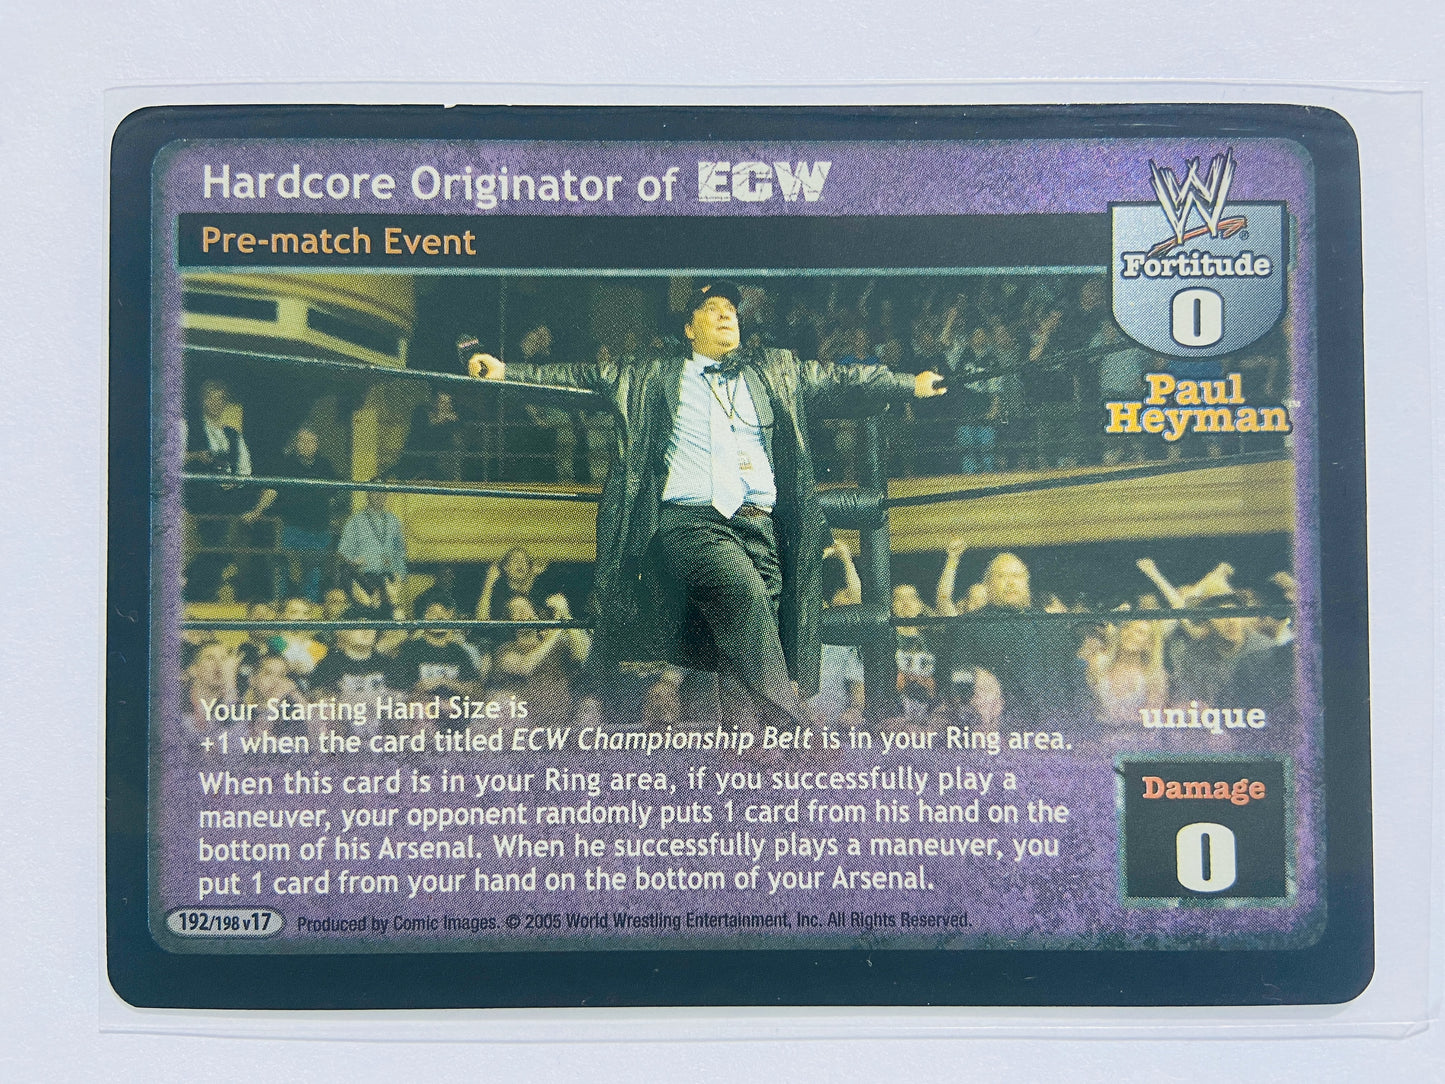 Hardcore Originator of ECW
Pre-match Event
W
Fortitude
0
Paul
Heyman™
Your Starting Hand Size is
+1 when the card titled ECW Championship Belt is in your Ring area.
When this card is in your Ring area, if you successfully play a
maneuver, your opponent randomly puts 1 card from his hand on the
bottom of his Arsenal. When he successfully plays a maneuver, you
put 1 card from your hand on the bottom of your Arsenal.
unique
Damage
0
192/198 v17 Produced by Comic Images. © 2005 World Wrestling Entertainment, Inc. All Rights Reserved.